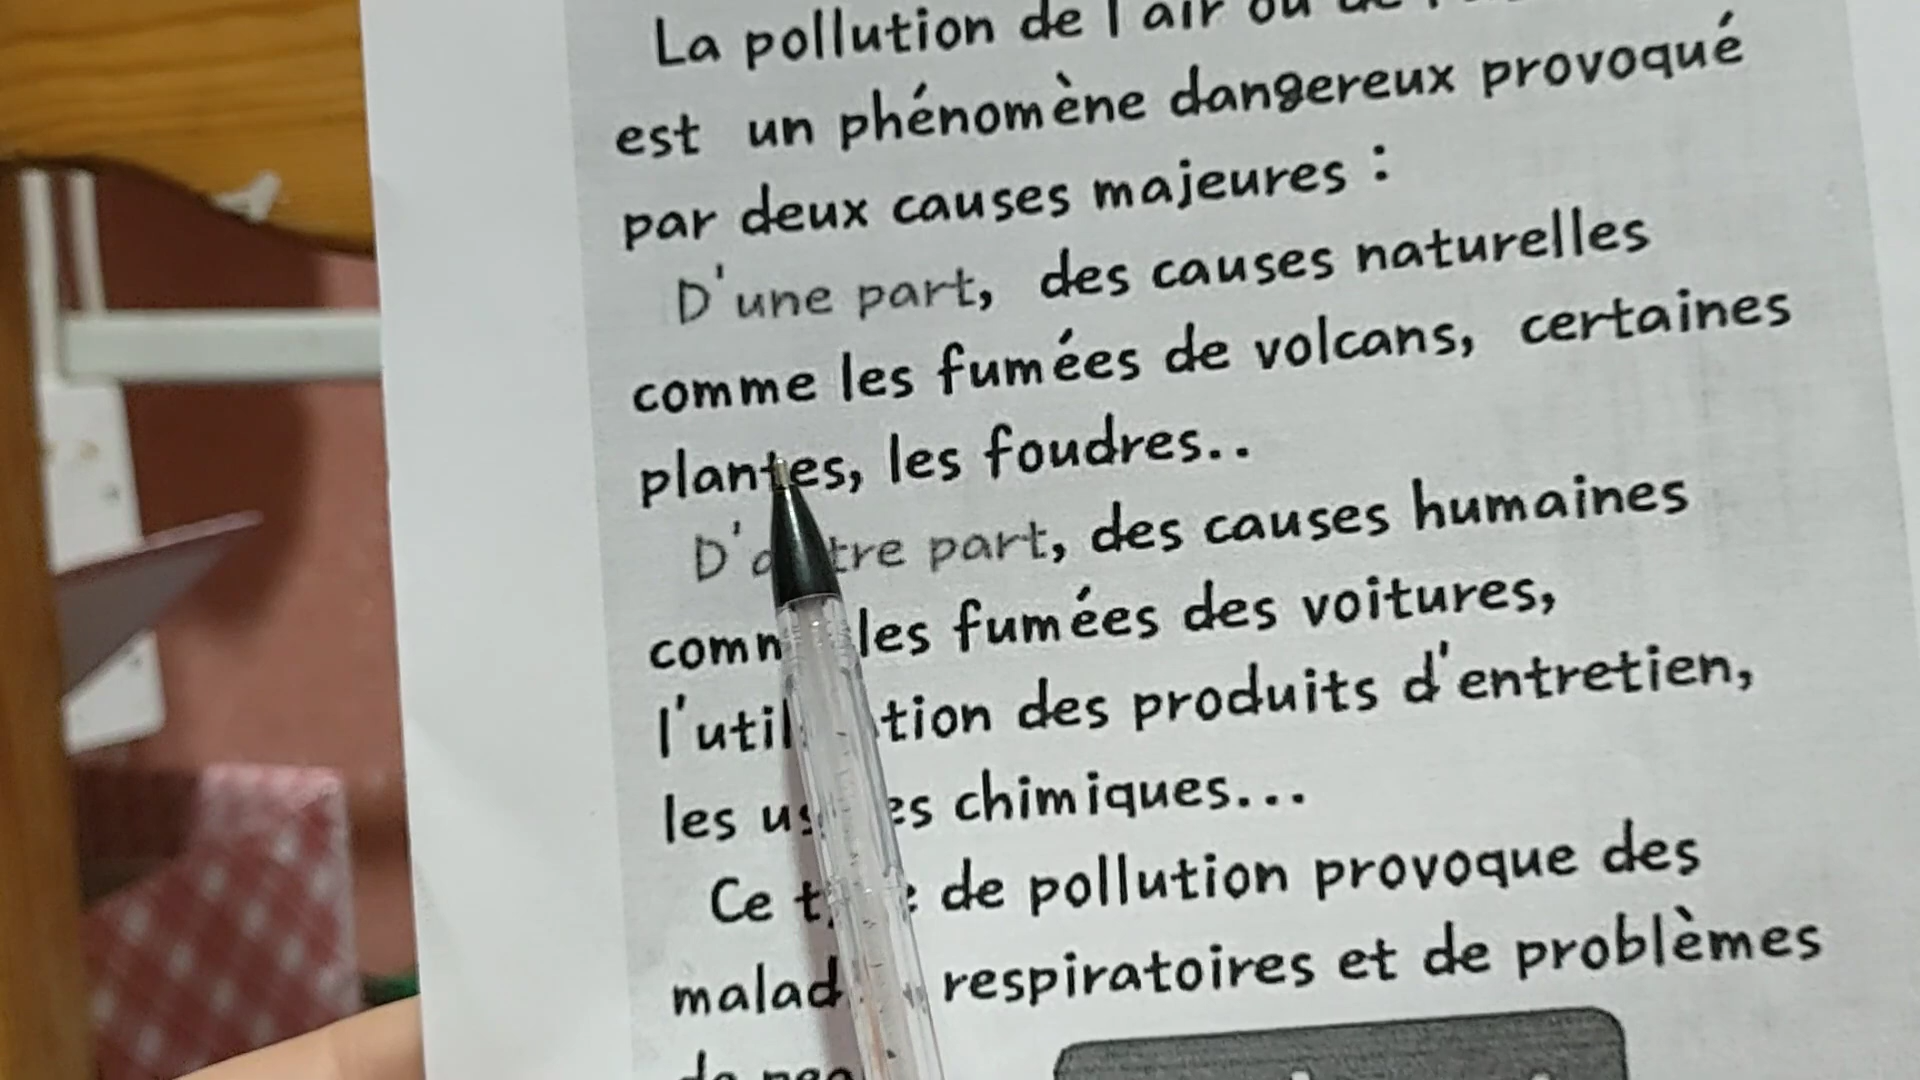 La pollution de l'air ou de
est un phénomène dangereux provoqué
par deux causes majeures :
D'une part, des causes naturelles
comme les fumées de volcans, certaines
plantes, les foudres..
D'autre part, des causes humaines
comme les fumées des voitures,
l'utilisation des produits d'entretien,
les usines chimiques...
Ce type de pollution provoque des
maladies respiratoires et de problèmes
de